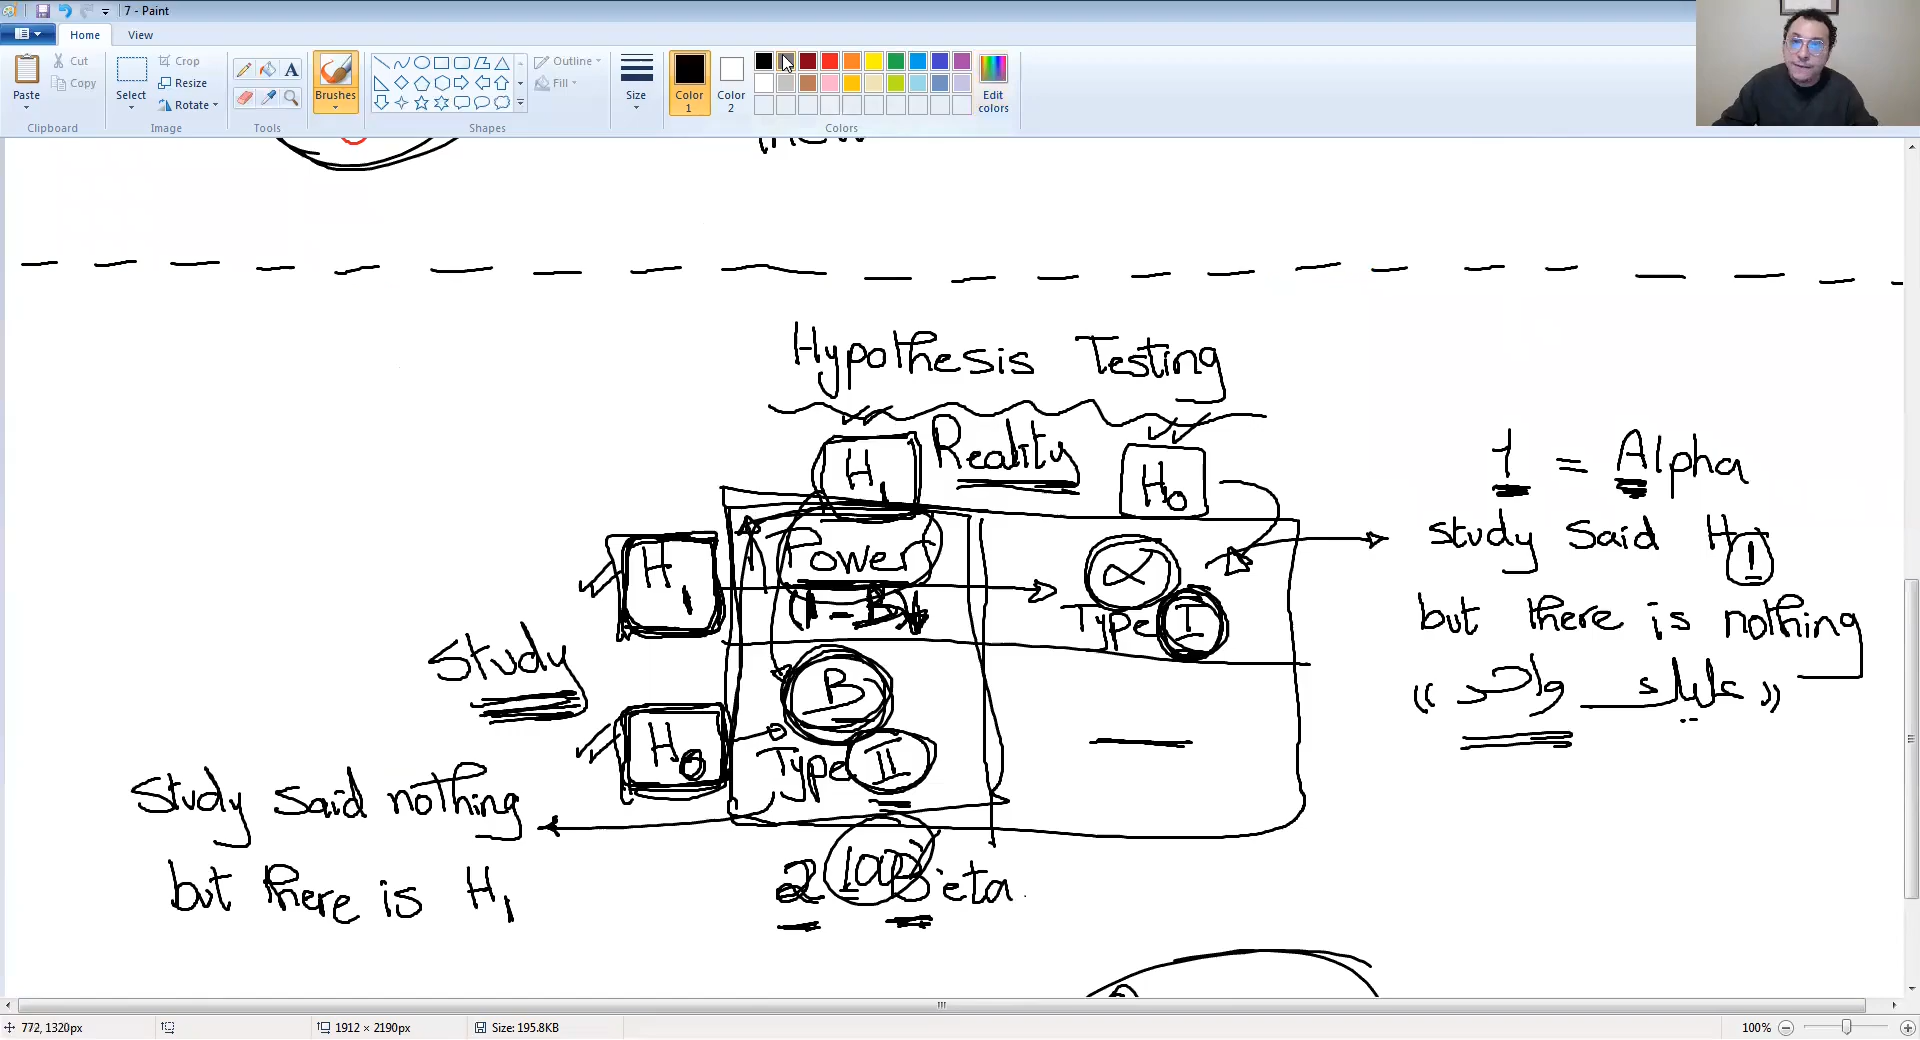 7 - Paint
Home View
Paste
Cut
Copy
Clipboard
Select
Crop
Resize
Rotate
Image
Tools
Brushes
Shapes
Outline
Fill
Size
Color 1
Color 2
Colors
Edit colors
Hypothesis Testing
H1 Reality H0
H1 Power α
(1 - B)
Type I
Study
H0 B
Type II
1 = Alpha
study said H1
but there is nothing
Study said nothing
but there is H1
2 Beta
772, 1320px
1912 × 2190px
Size: 195.8KB
100%